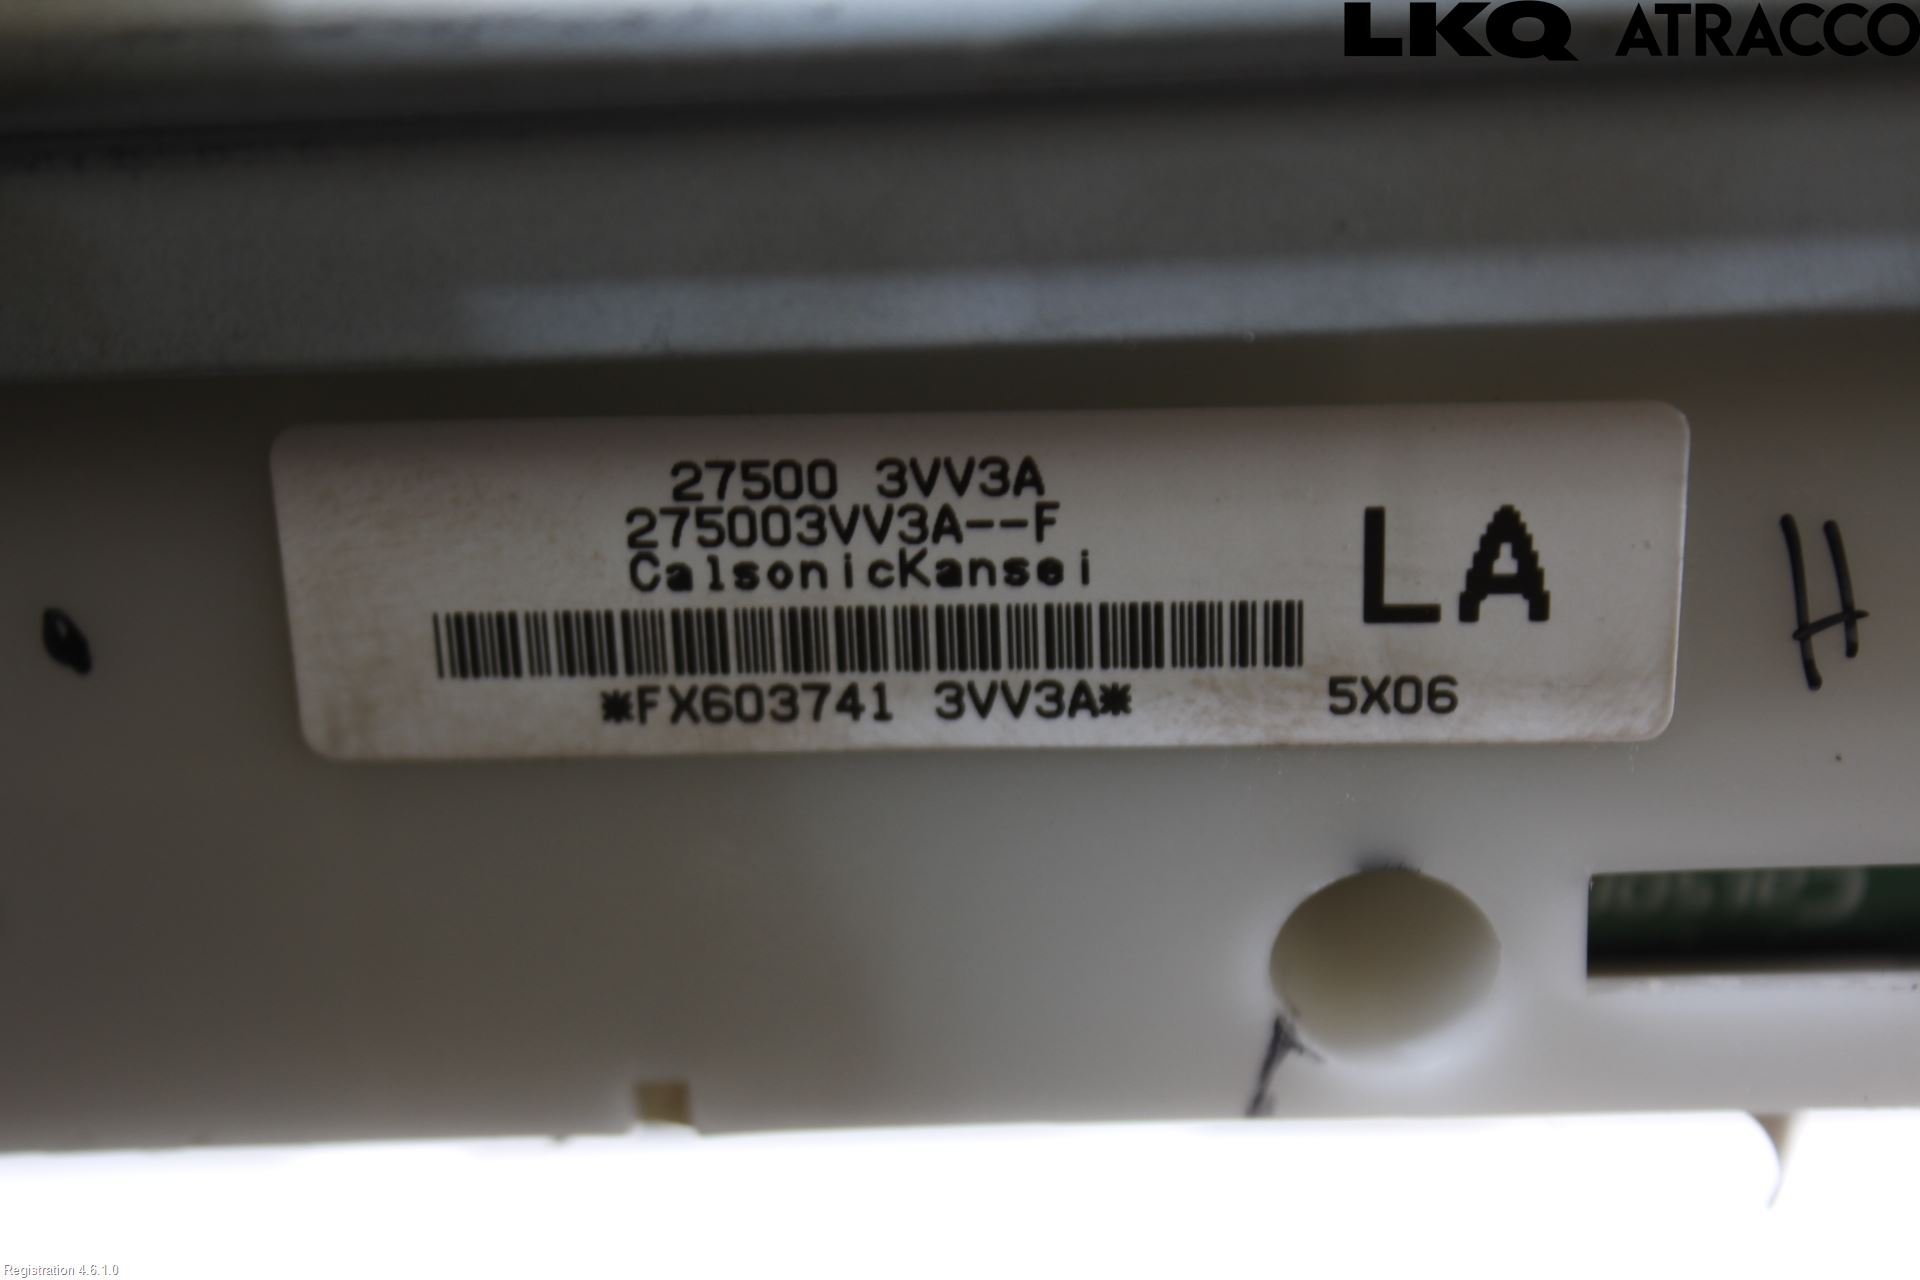 LKQ ATRACCO
27500 3VV3A
275003VV3A--F
CalsonicKansei
LA
*FX603741 3VV3A*
5X06
H
Registration 4.6.1.0